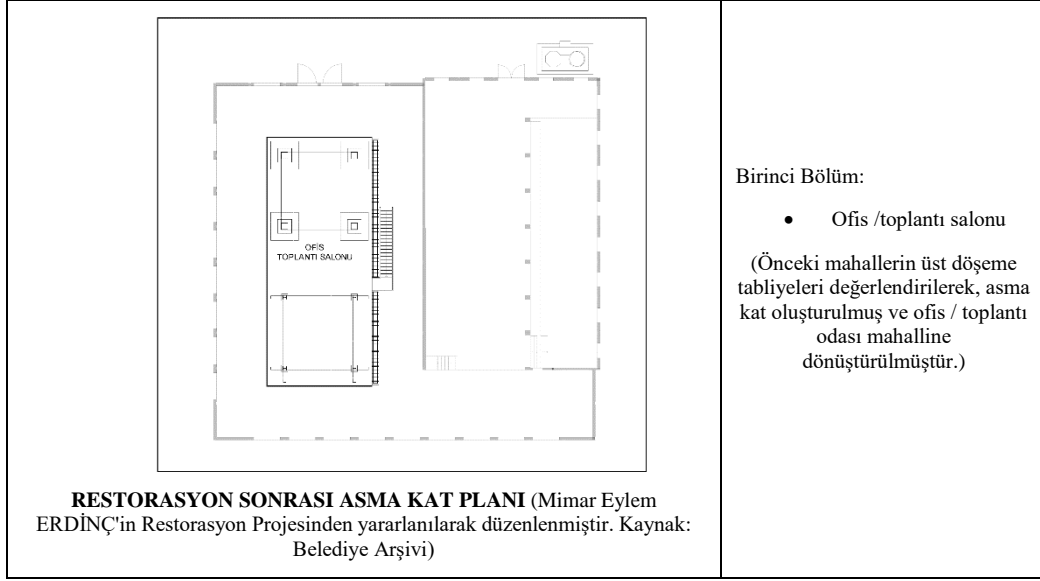 OFİS
TOPLANTI SALONU
RESTORASYON SONRASI ASMA KAT PLANI (Mimar Eylem
ERDİNÇ'in Restorasyon Projesinden yararlanılarak düzenlenmiştir. Kaynak:
Belediye Arşivi)
Birinci Bölüm:
• Ofis /toplantı salonu
(Önceki mahallerin üst döşeme
tabliyeleri değerlendirilerek, asma
kat oluşturulmuş ve ofis / toplantı
odası mahalline
dönüştürülmüştür.)